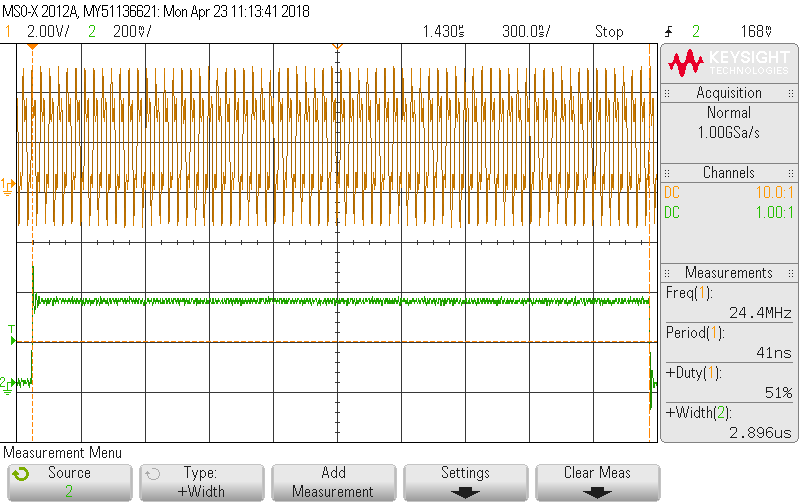 MSO-X 2012A, MY51136621: Mon Apr 23 11:13:41 2018
1 2.00V/ 2 200mV/ 1.430us 300.0ns/ Stop 2 168mV
KEYSIGHT
TECHNOLOGIES
Acquisition
Normal
1.00GSa/s
Channels
DC 10.0:1
DC 1.00:1
Measurements
Freq(1):
24.4MHz
Period(1):
41ns
+Duty(1):
51%
+Width(2):
2.896us
1
T
2
Measurement Menu
Source
2
Type:
+Width
Add
Measurement
Settings
Clear Meas